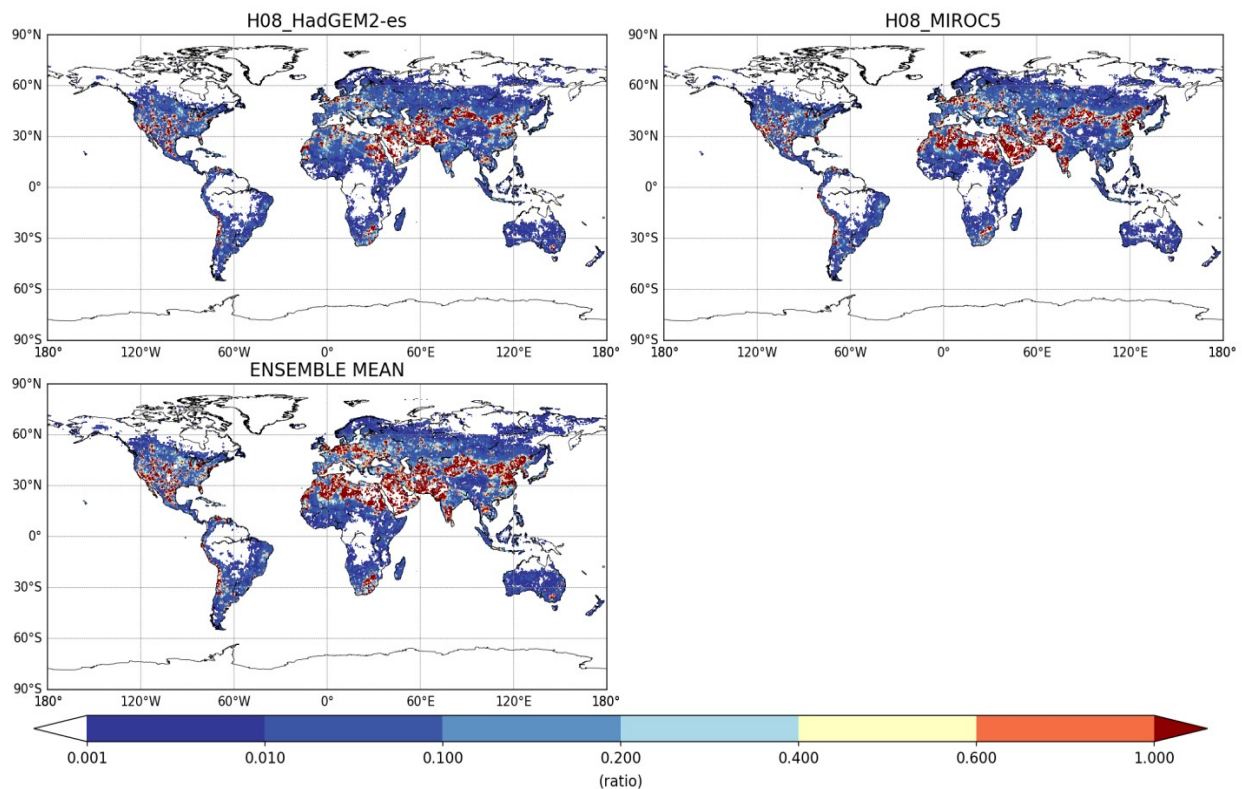 H08_HadGEM2-es
90°N
60°N
30°N
0°
30°S
60°S
90°S
180° 120°W 60°W 0° 60°E 120°E 180°
H08_MIROC5
90°N
60°N
30°N
0°
30°S
60°S
90°S
180° 120°W 60°W 0° 60°E 120°E 180°
ENSEMBLE MEAN
90°N
60°N
30°N
0°
30°S
60°S
90°S
180° 120°W 60°W 0° 60°E 120°E 180°
0.001 0.010 0.100 0.200 0.400 0.600 1.000
(ratio)